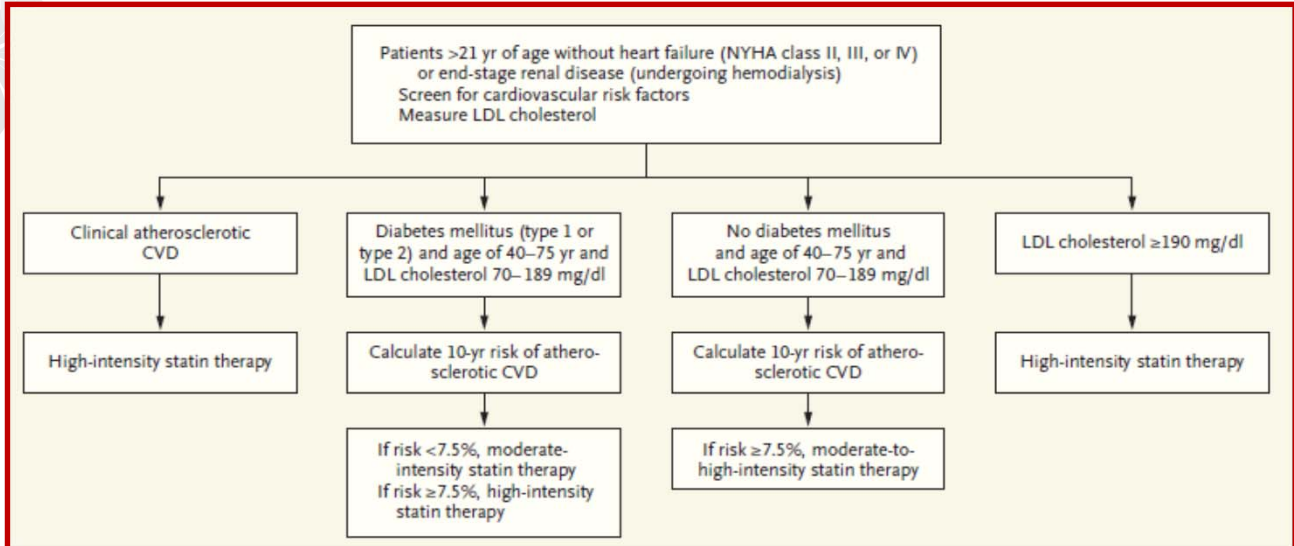 Patients >21 yr of age without heart failure (NYHA class II, III, or IV)
or end-stage renal disease (undergoing hemodialysis)
Screen for cardiovascular risk factors
Measure LDL cholesterol
Clinical atherosclerotic
CVD
High-intensity statin therapy
Diabetes mellitus (type 1 or
type 2) and age of 40–75 yr and
LDL cholesterol 70–189 mg/dl
Calculate 10-yr risk of athero-
sclerotic CVD
If risk <7.5%, moderate-
intensity statin therapy
If risk ≥7.5%, high-intensity
statin therapy
No diabetes mellitus
and age of 40–75 yr and
LDL cholesterol 70–189 mg/dl
Calculate 10-yr risk of athero-
sclerotic CVD
If risk ≥7.5%, moderate-to-
high-intensity statin therapy
LDL cholesterol ≥190 mg/dl
High-intensity statin therapy